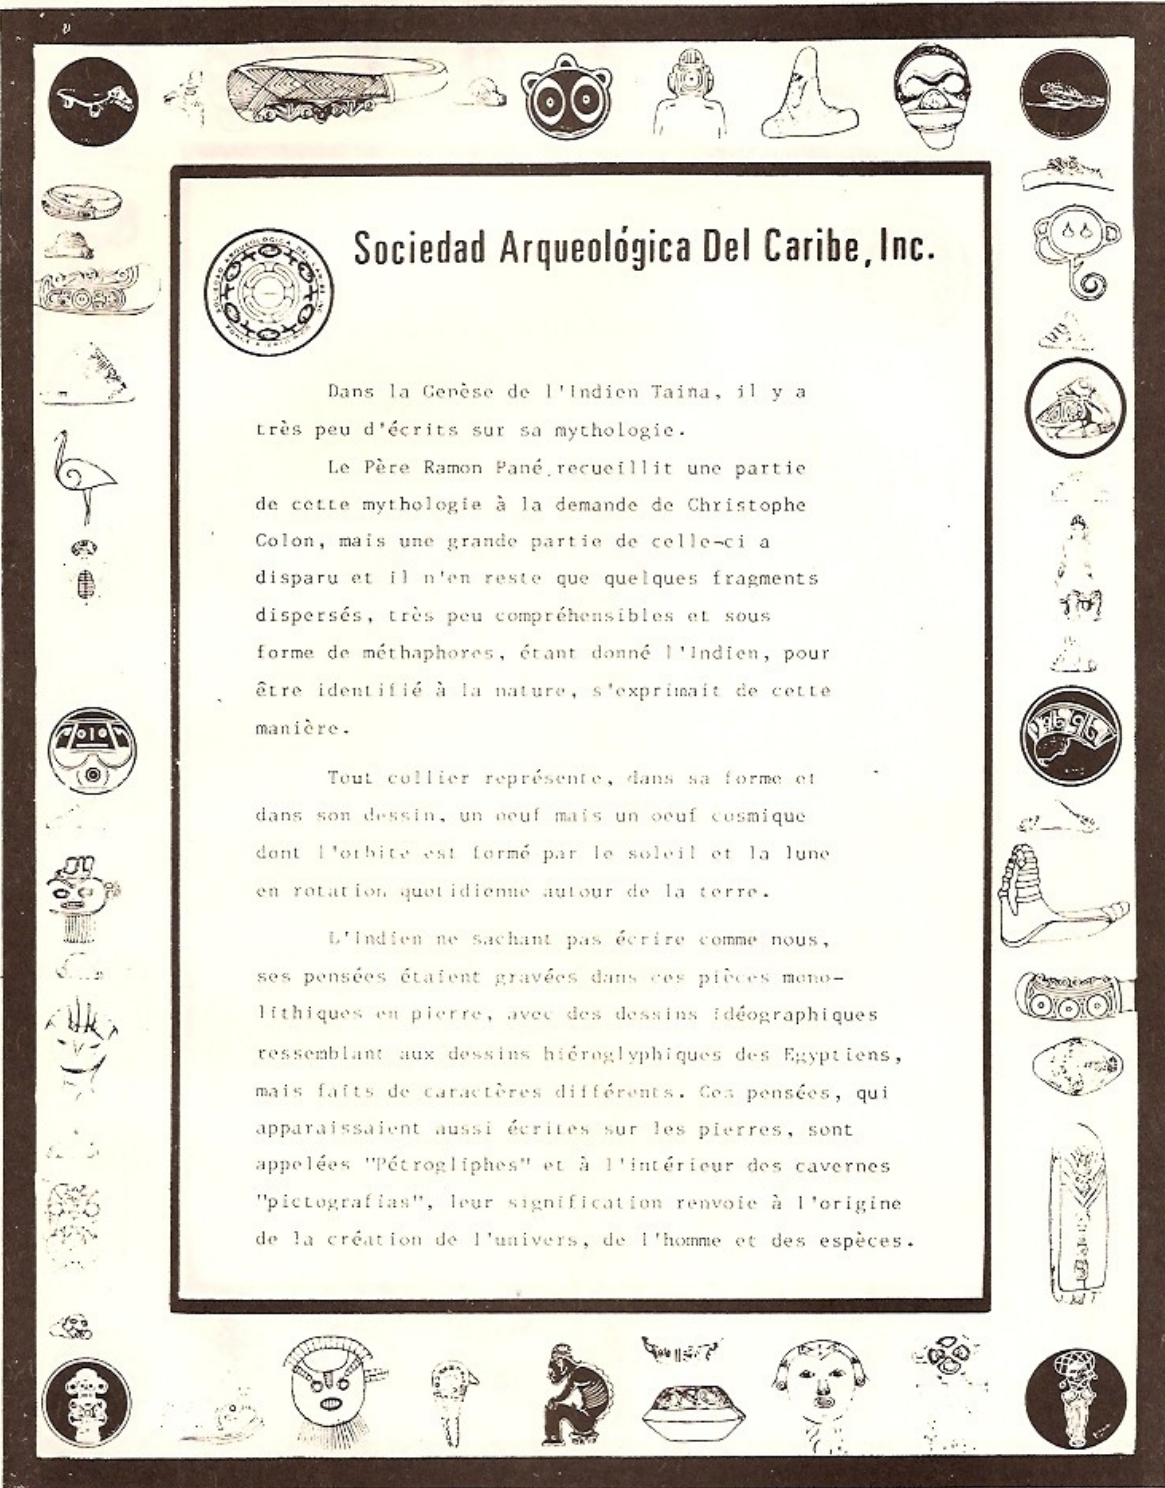 Sociedad Arqueológica Del Caribe, Inc.
Dans la Genèse de l'Indien Taina, il y a
très peu d'écrits sur sa mythologie.
Le Père Ramon Pané recueillit une partie
de cette mythologie à la demande de Christophe
Colon, mais une grande partie de celle-ci a
disparu et il n'en reste que quelques fragments
dispersés, très peu compréhensibles et sous
forme de méthaphores, étant donné l'Indien, pour
être identifié à la nature, s'exprimait de cette
manière.
Tout collier représente, dans sa forme et
dans son dessin, un oeuf mais un oeuf cosmique
dont l'orbite est formé par le soleil et la lune
en rotation quotidienne autour de la terre.
L'Indien ne sachant pas écrire comme nous,
ses pensées étaient gravées dans ces pièces mono-
lithiques en pierre, avec des dessins idéographiques
ressemblant aux dessins hiéroglyphiques des Egyptiens,
mais faits de caractères différents. Ces pensées, qui
apparaissaient aussi écrites sur les pierres, sont
appelées "Pétrogliphes" et à l'intérieur des cavernes
"pictografias", leur signification renvoie à l'origine
de la création de l'univers, de l'homme et des espèces.